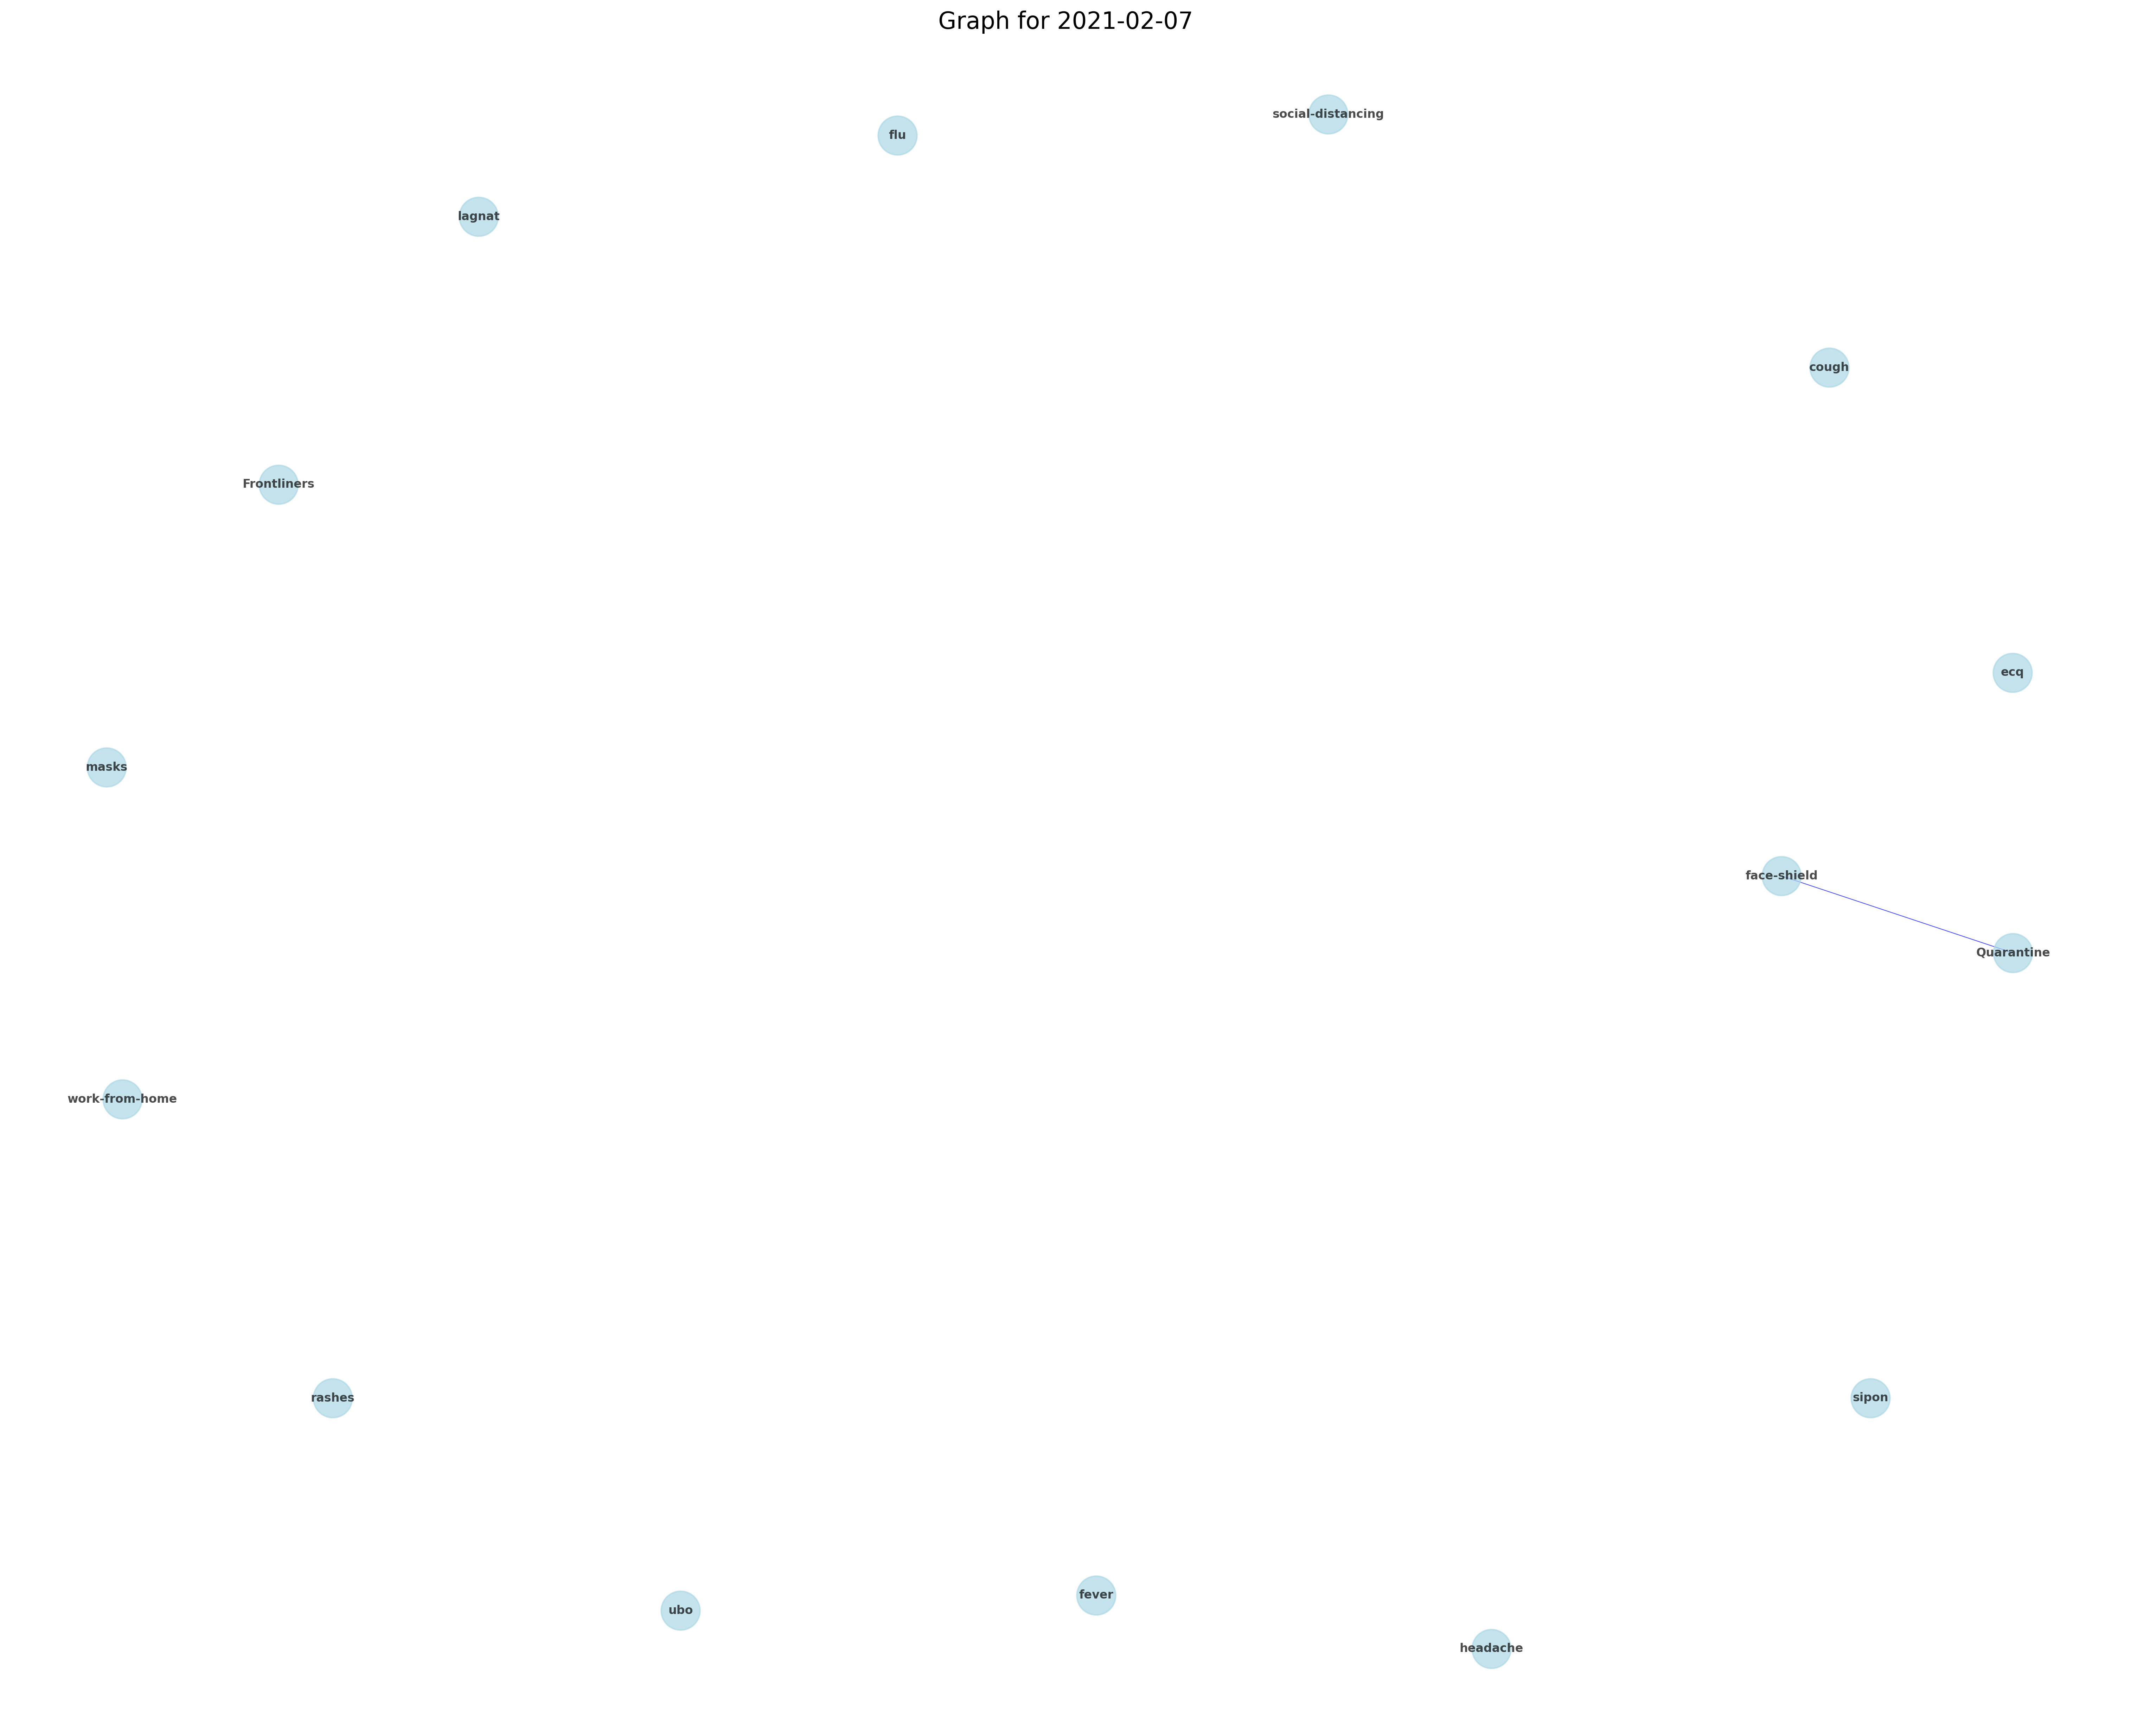 Graph for 2021-02-07
social-distancing
flu
lagnat
cough
Frontliners
ecq
masks
face-shield
Quarantine
work-from-home
rashes
sipon
fever
ubo
headache